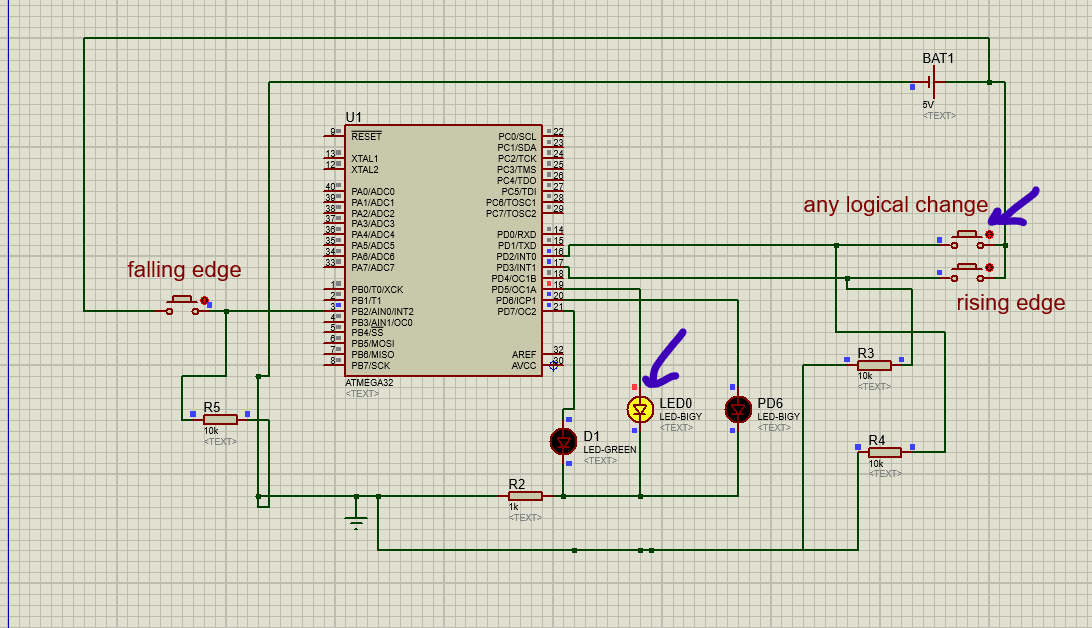 BAT1
5V
<TEXT>
U1
9 RESET
13 XTAL1
12 XTAL2
40 PA0/ADC0
39 PA1/ADC1
38 PA2/ADC2
37 PA3/ADC3
36 PA4/ADC4
35 PA5/ADC5
34 PA6/ADC6
33 PA7/ADC7
1 PB0/T0/XCK
2 PB1/T1
3 PB2/AIN0/INT2
4 PB3/AIN1/OC0
5 PB4/SS
6 PB5/MOSI
7 PB6/MISO
8 PB7/SCK
PC0/SCL 22
PC1/SDA 23
PC2/TCK 24
PC3/TMS 25
PC4/TDO 26
PC5/TDI 27
PC6/TOSC1 28
PC7/TOSC2 29
PD0/RXD 14
PD1/TXD 15
PD2/INT0 16
PD3/INT1 17
PD4/OC1B 18
PD5/OC1A 19
PD6/ICP1 20
PD7/OC2 21
AREF 32
AVCC 30
ATMEGA32
<TEXT>
any logical change
falling edge
rising edge
R3
10k
<TEXT>
R5
10k
<TEXT>
LED0
LED-BIGY
<TEXT>
PD6
LED-BIGY
<TEXT>
D1
LED-GREEN
<TEXT>
R4
10k
<TEXT>
R2
1k
<TEXT>